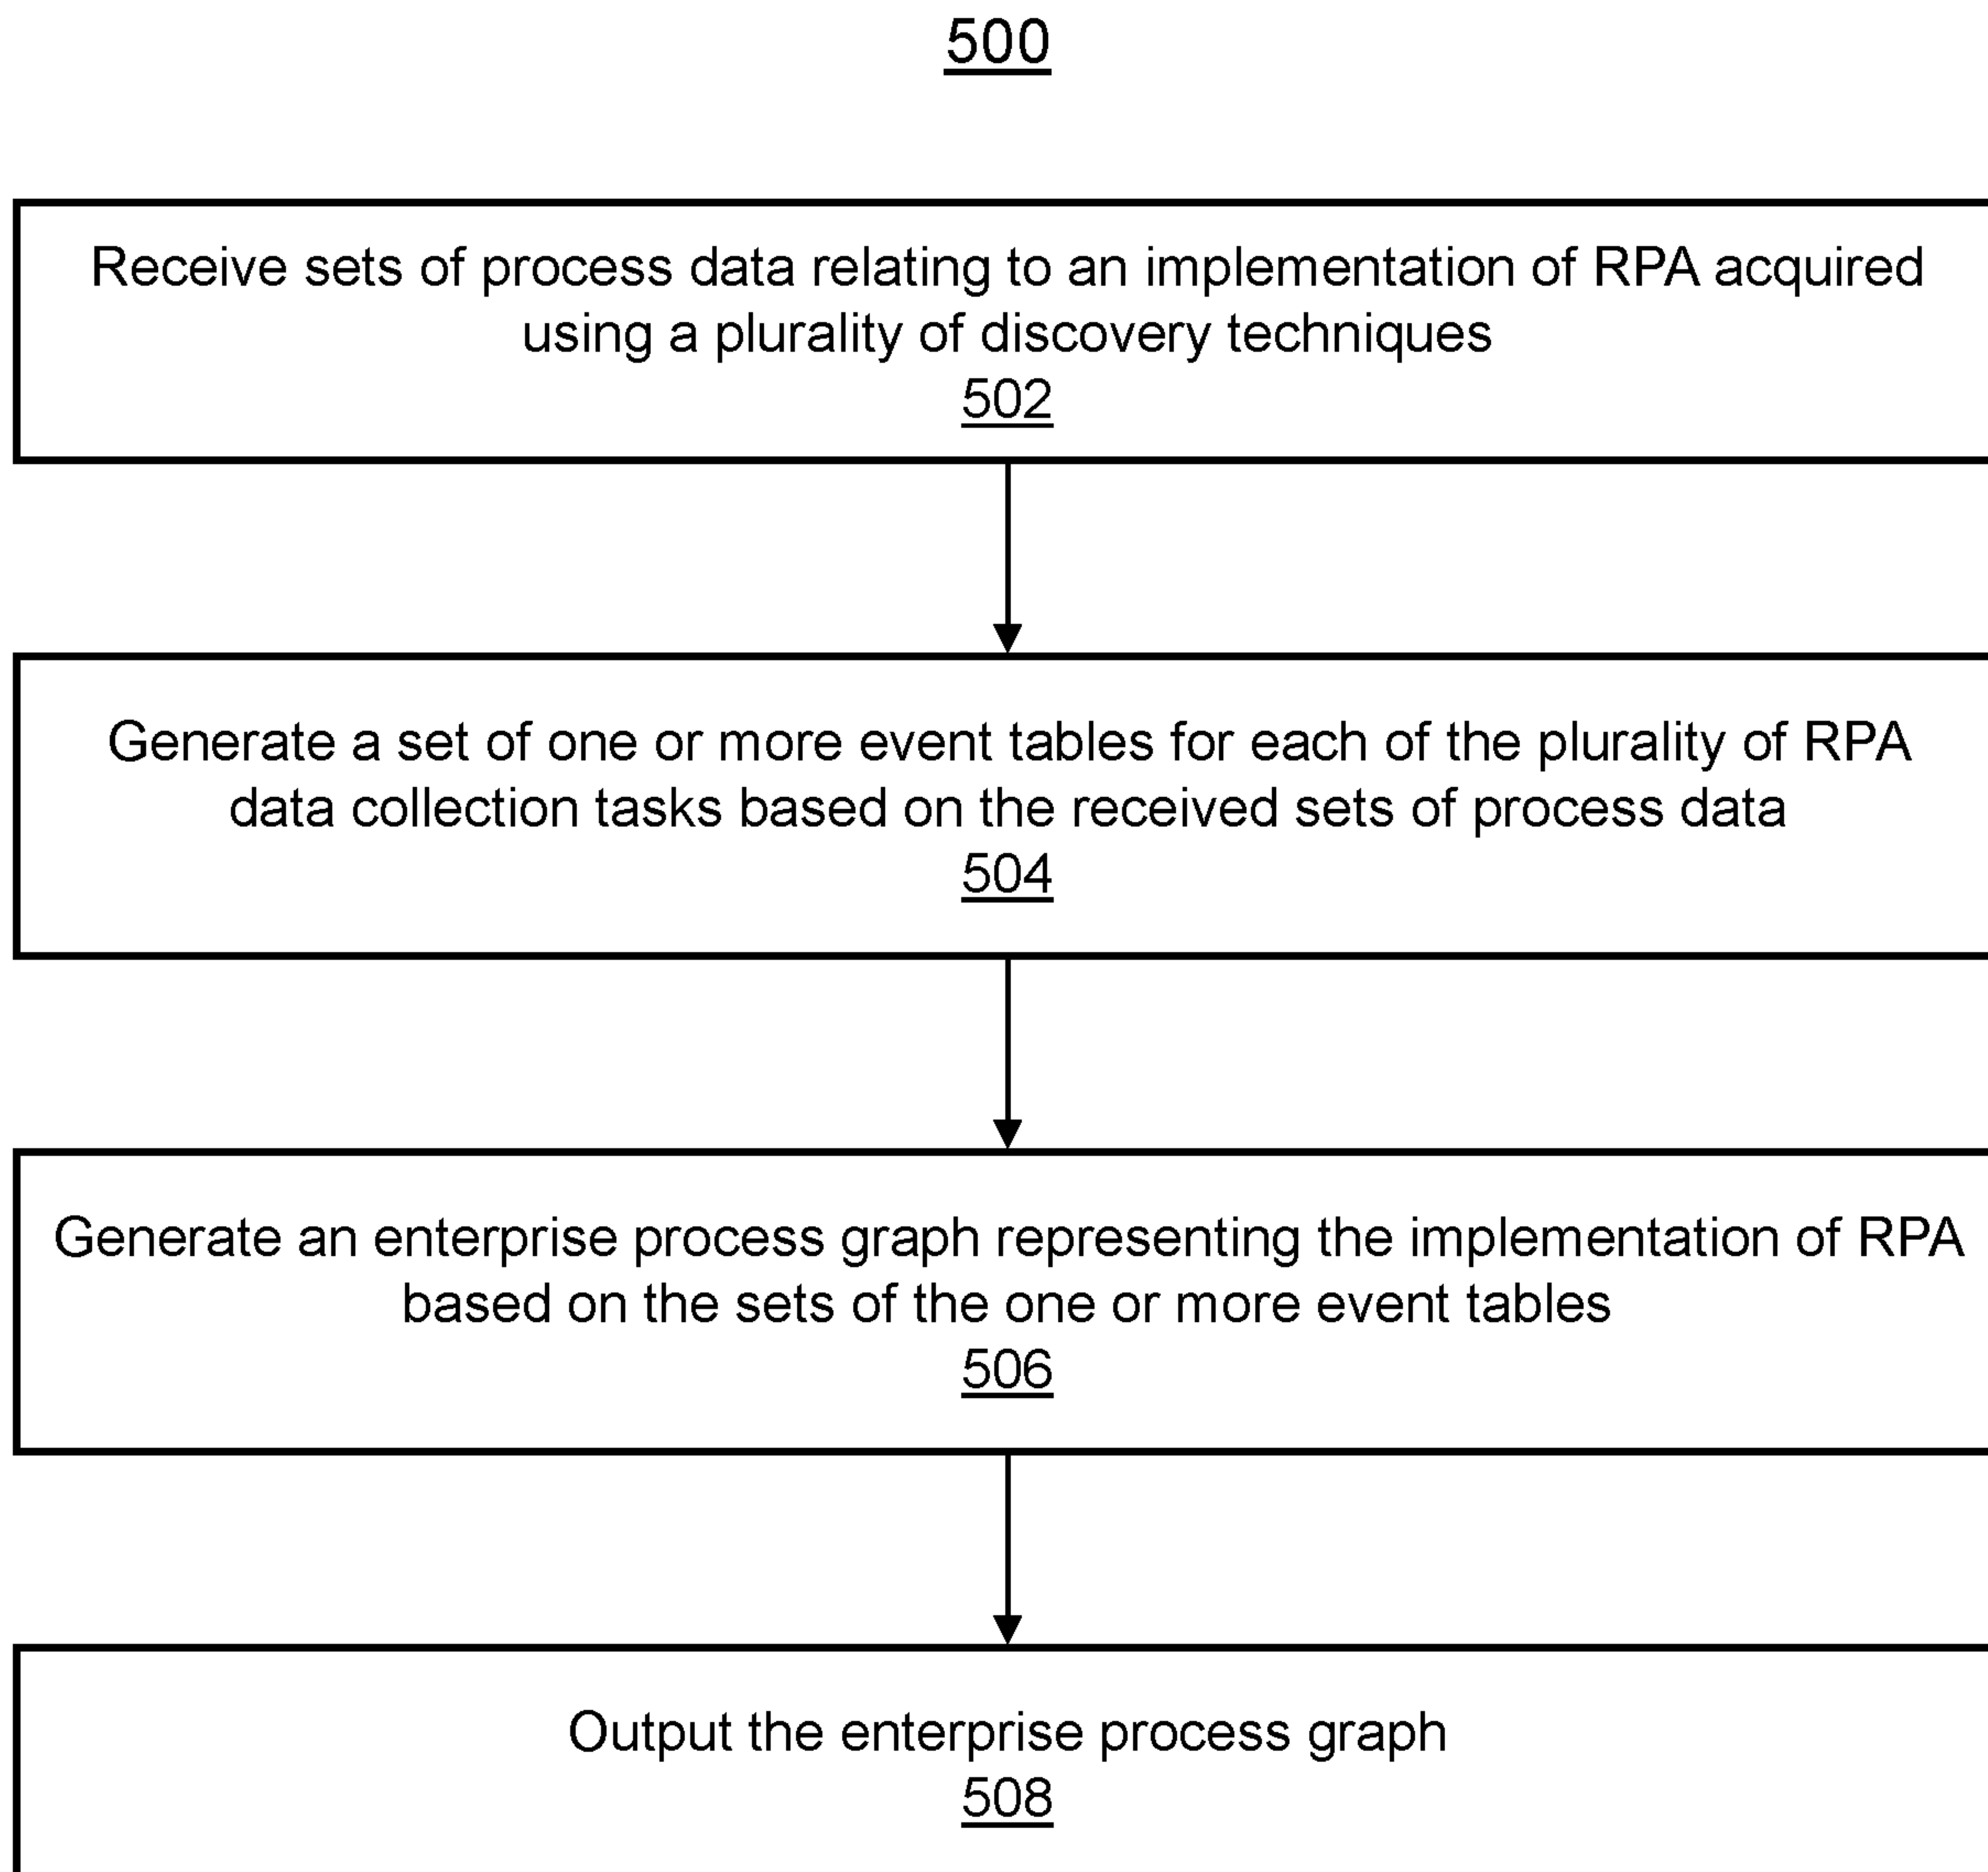 500
Receive sets of process data relating to an implementation of RPA acquired
using a plurality of discovery techniques
502
Generate a set of one or more event tables for each of the plurality of RPA
data collection tasks based on the received sets of process data
504
Generate an enterprise process graph representing the implementation of RPA
based on the sets of the one or more event tables
506
Output the enterprise process graph
508